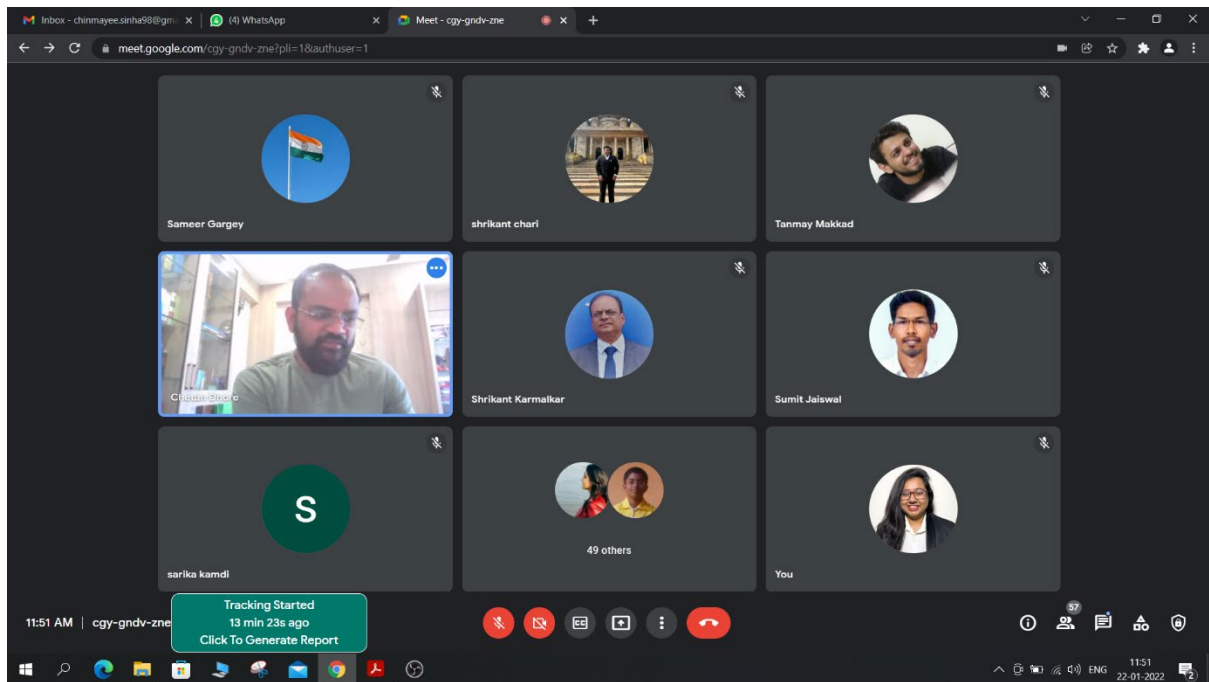 Inbox - chinmayee.sinha98@gm
(4) WhatsApp
Meet - cgy-gndv-zne
meet.google.com/cgy-gndv-zne?pli=1&authuser=1
Sameer Gargey
shrikant chari
Tanmay Makkad
Chetan Dhore
Shrikant Karmalkar
Sumit Jaiswal
S
sarika kamdi
49 others
You
11:51 AM | cgy-gndv-zne
Tracking Started
13 min 23s ago
Click To Generate Report
CC
57
ENG
11:51
22-01-2022
2